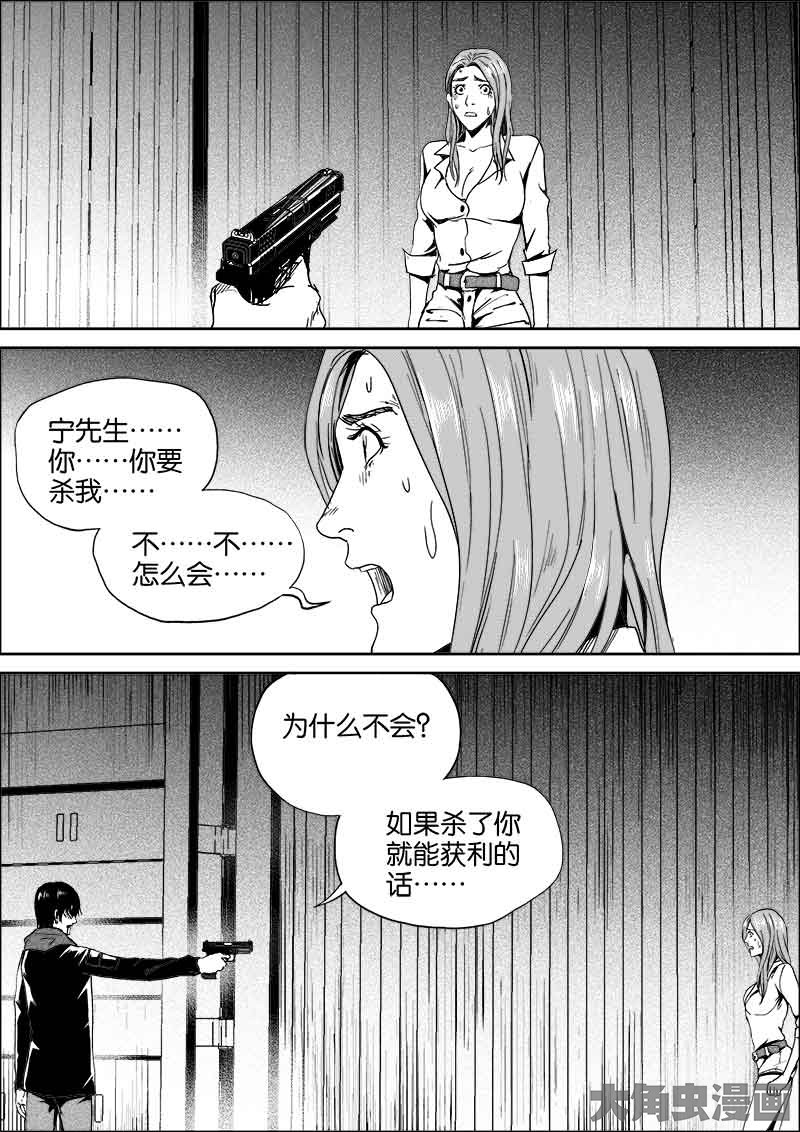 宁先生……
你……你要
杀我……
不……不……
怎么会……
为什么不会?
如果杀了你
就能获利的
话……
大角虫漫画